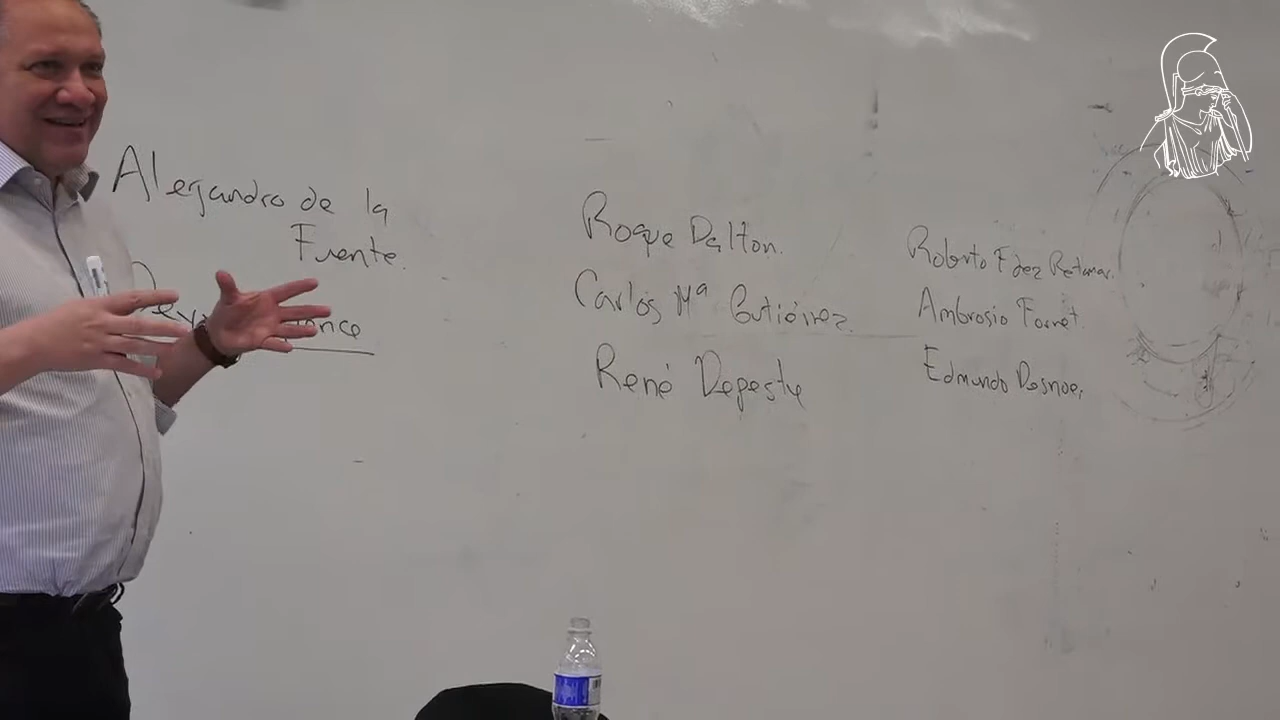 Alejandro de la
Fuente.
Roque Dalton.
Carlos Mª Gutiérrez.
René Depestre
Roberto Fdez Retamar.
Ambrosio Fornet.
Edmundo Desnoes